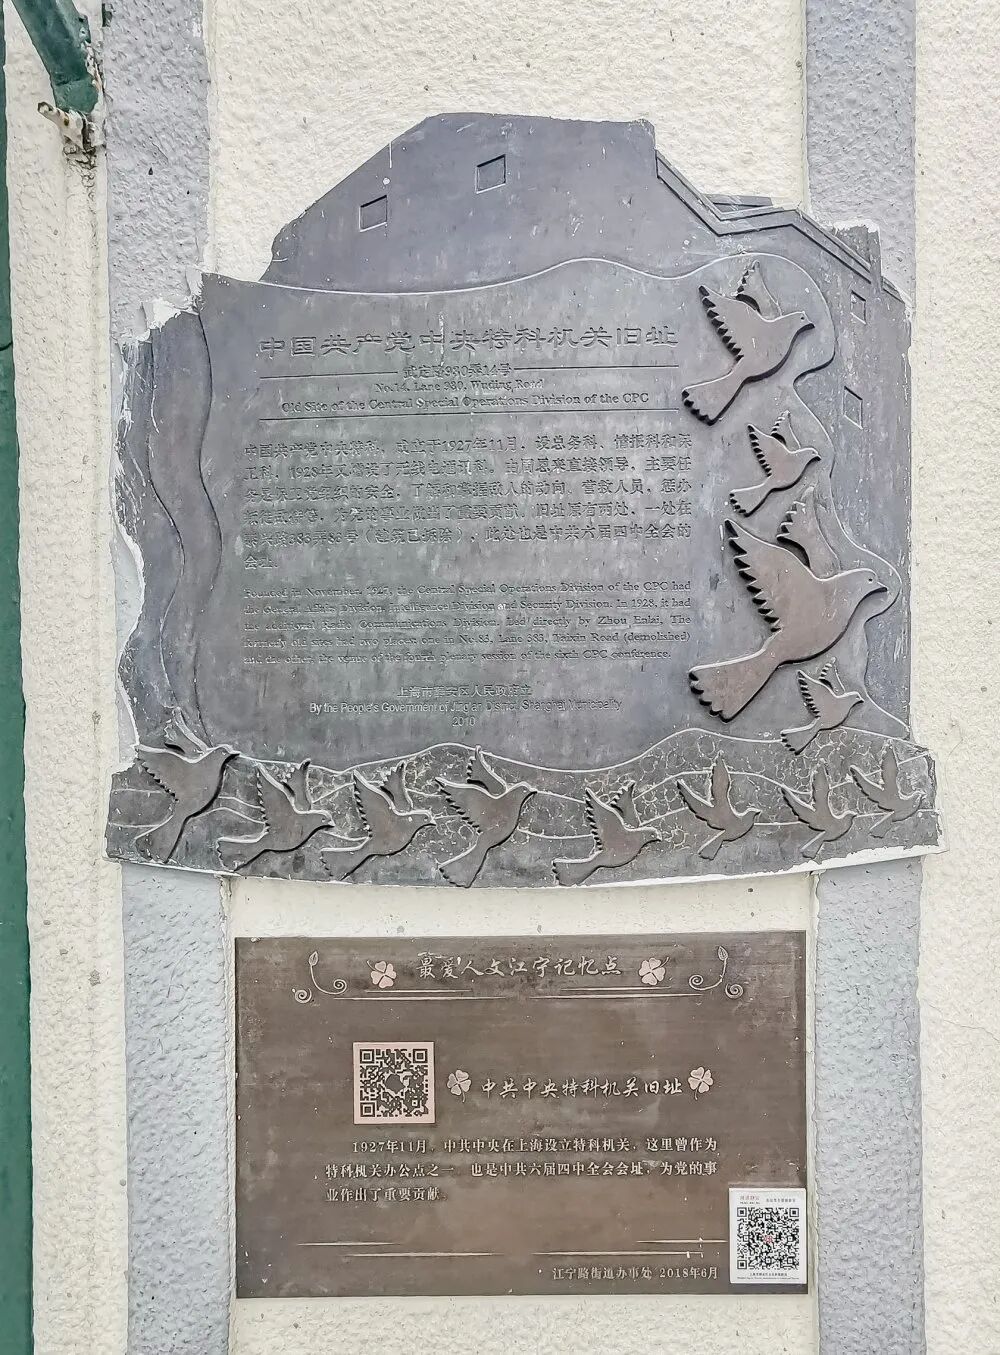 中国共产党中央特科机关旧址
武定路930弄14号
No.14, Lane 930, Wuding Road
Old Site of the Central Special Operations Division of the CPC
中国共产党中央特科，成立于1927年11月，设总务科、情报科和保
卫科，1928年又增设了无线电通讯科。由周恩来直接领导，主要任
务是保卫党组织的安全，了解和掌握敌人的动向，营救人员，惩办
叛徒敌特等，为党的事业做出了重要贡献。旧址原有两处，一处在
泰兴路383弄83号（建筑已拆除），此处也是中共六届四中全会的
会址。
Founded in November, 1927, the Central Special Operations Division of the CPC had
the General Affairs Division, Intelligence Division and Security Division. In 1928, it had
the additional Radio Communications Division. Led directly by Zhou Enlai, The
formerly old sites had two places: one in No.83, Lane 383, Taixin Road (demolished)
and the other, the venue of the fourth plenary session of the sixth CPC conference.
上海市静安区人民政府立
By the People's Government of Jing'an District, Shanghai Municipality
2010
最爱人文江宁记忆点
中共中央特科机关旧址
1927年11月，中共中央在上海设立特科机关，这里曾作为
特科机关办公点之一，也是中共六届四中全会会址，为党的事
业作出了重要贡献。
江宁路街道办事处 2018年6月